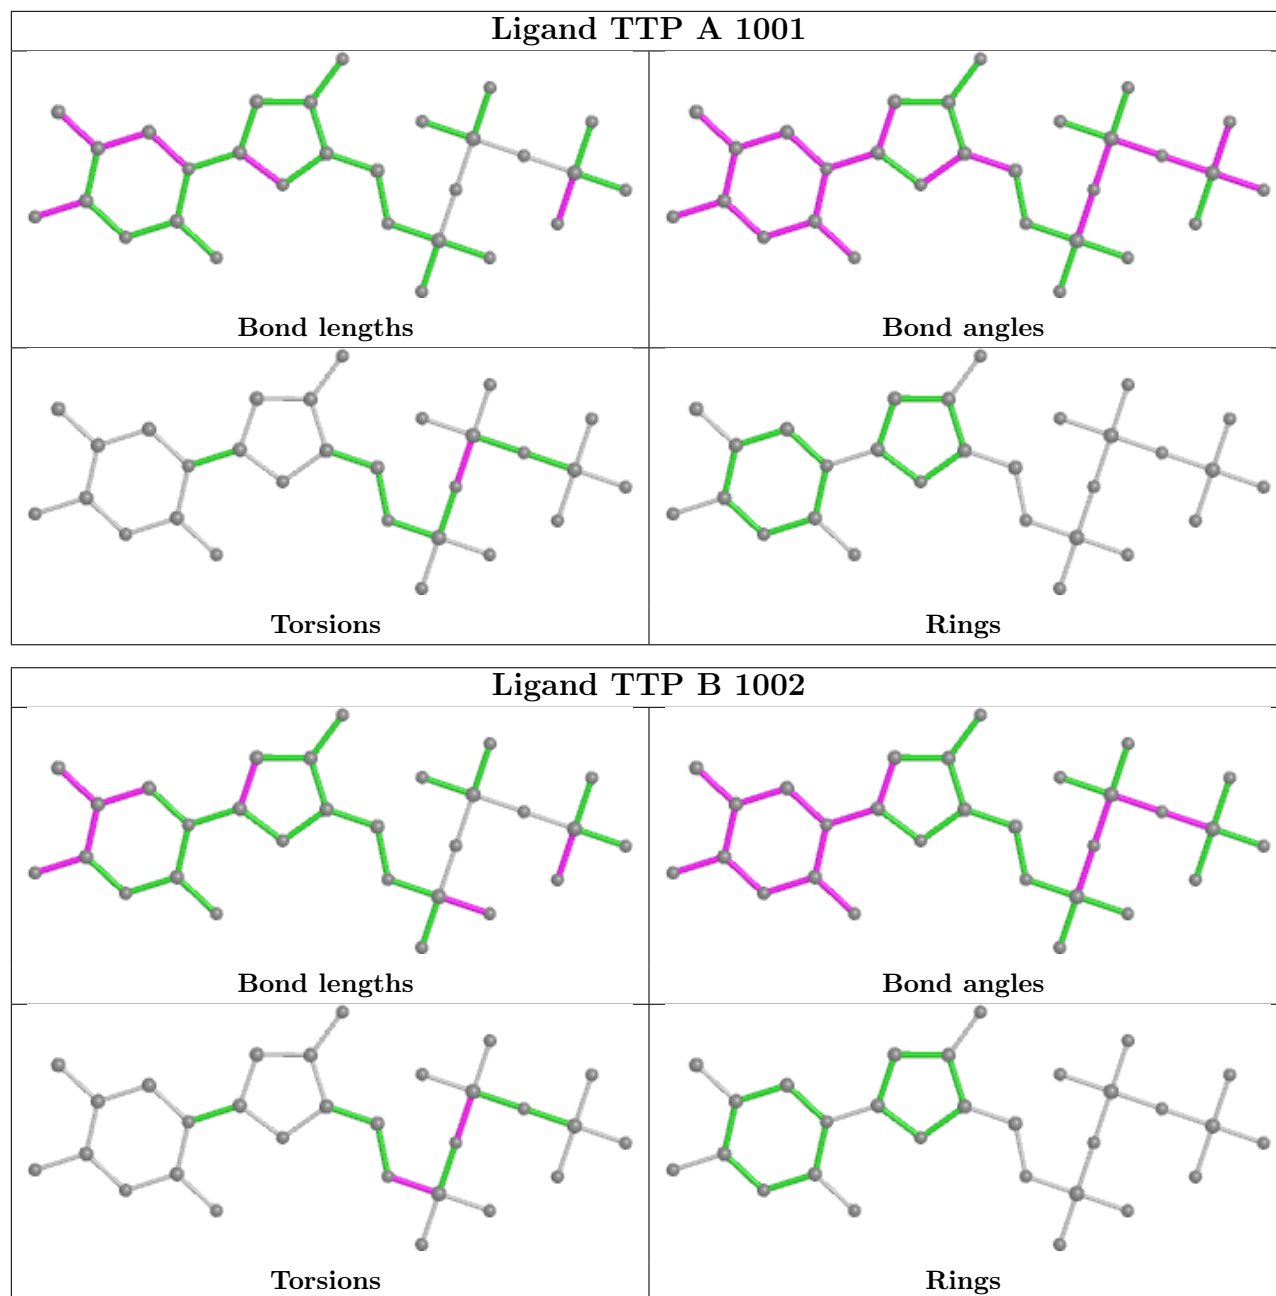 Ligand TTP A 1001
Bond lengths
Bond angles
Torsions
Rings
Ligand TTP B 1002
Bond lengths
Bond angles
Torsions
Rings